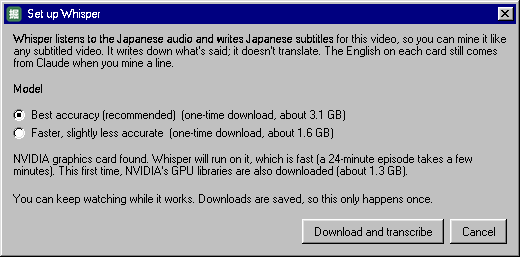 Set up Whisper
Whisper listens to the Japanese audio and writes Japanese subtitles for this video, so you can mine it like
any subtitled video. It writes down what's said; it doesn't translate. The English on each card still comes
from Claude when you mine a line.
Model
Best accuracy (recommended) (one-time download, about 3.1 GB)
Faster, slightly less accurate (one-time download, about 1.6 GB)
NVIDIA graphics card found. Whisper will run on it, which is fast (a 24-minute episode takes a few
minutes). This first time, NVIDIA's GPU libraries are also downloaded (about 1.3 GB).
You can keep watching while it works. Downloads are saved, so this only happens once.
Download and transcribe
Cancel